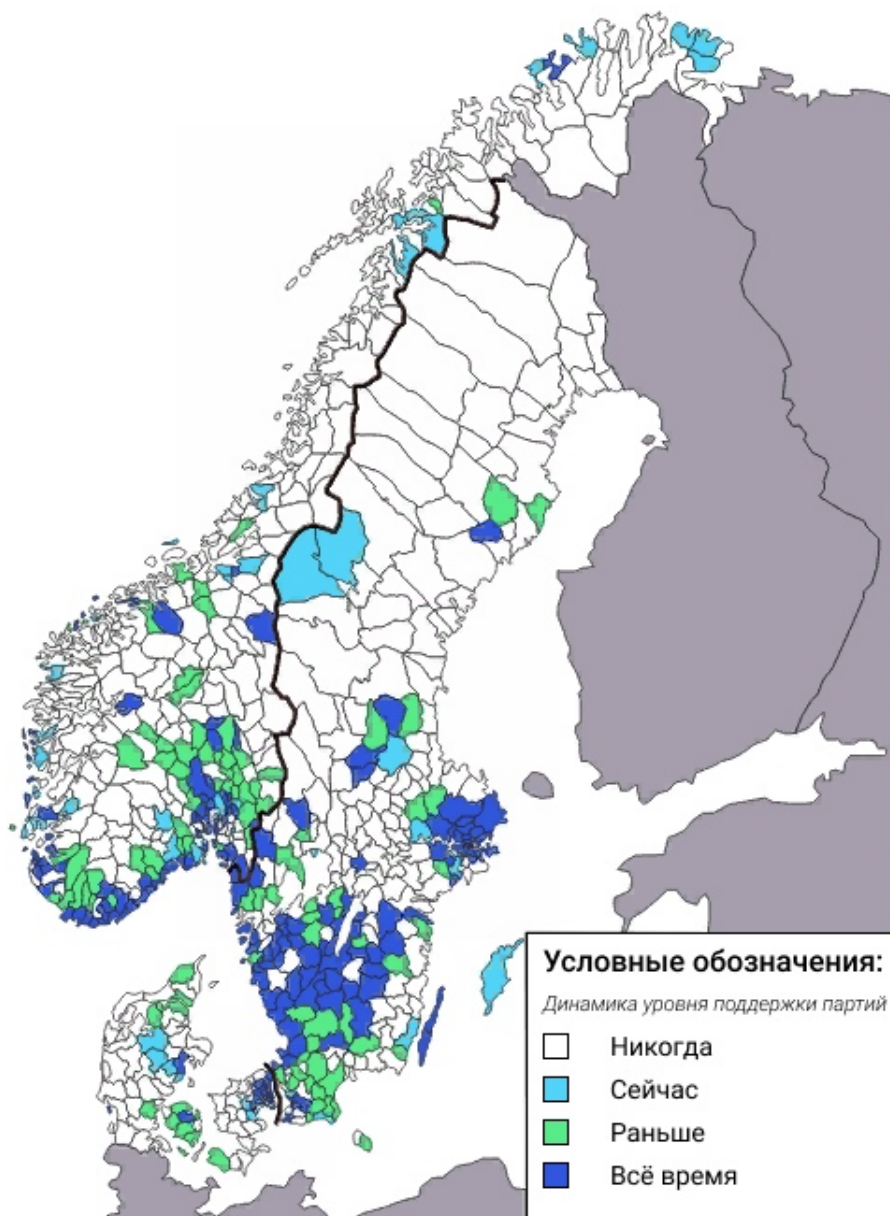 Условные обозначения:
Динамика уровня поддержки партий
Никогда
Сейчас
Раньше
Всё время